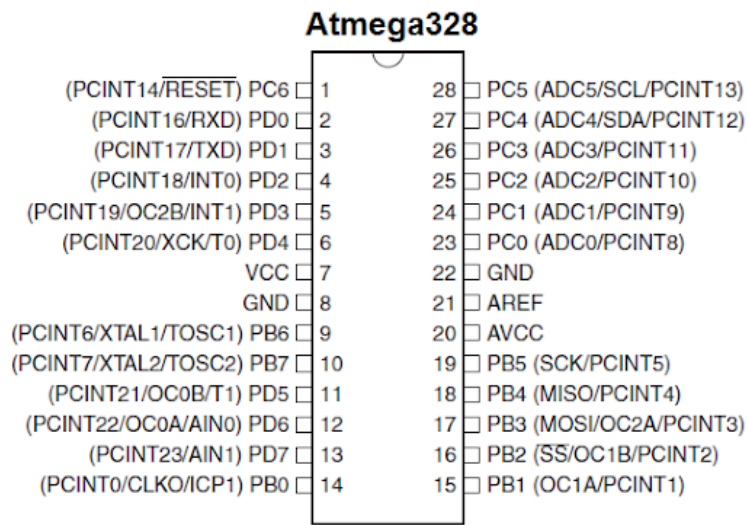 Atmega328
(PCINT14/RESET) PC6 1 28 PC5 (ADC5/SCL/PCINT13)
(PCINT16/RXD) PD0 2 27 PC4 (ADC4/SDA/PCINT12)
(PCINT17/TXD) PD1 3 26 PC3 (ADC3/PCINT11)
(PCINT18/INT0) PD2 4 25 PC2 (ADC2/PCINT10)
(PCINT19/OC2B/INT1) PD3 5 24 PC1 (ADC1/PCINT9)
(PCINT20/XCK/T0) PD4 6 23 PC0 (ADC0/PCINT8)
VCC 7 22 GND
GND 8 21 AREF
(PCINT6/XTAL1/TOSC1) PB6 9 20 AVCC
(PCINT7/XTAL2/TOSC2) PB7 10 19 PB5 (SCK/PCINT5)
(PCINT21/OC0B/T1) PD5 11 18 PB4 (MISO/PCINT4)
(PCINT22/OC0A/AIN0) PD6 12 17 PB3 (MOSI/OC2A/PCINT3)
(PCINT23/AIN1) PD7 13 16 PB2 (SS/OC1B/PCINT2)
(PCINT0/CLKO/ICP1) PB0 14 15 PB1 (OC1A/PCINT1)